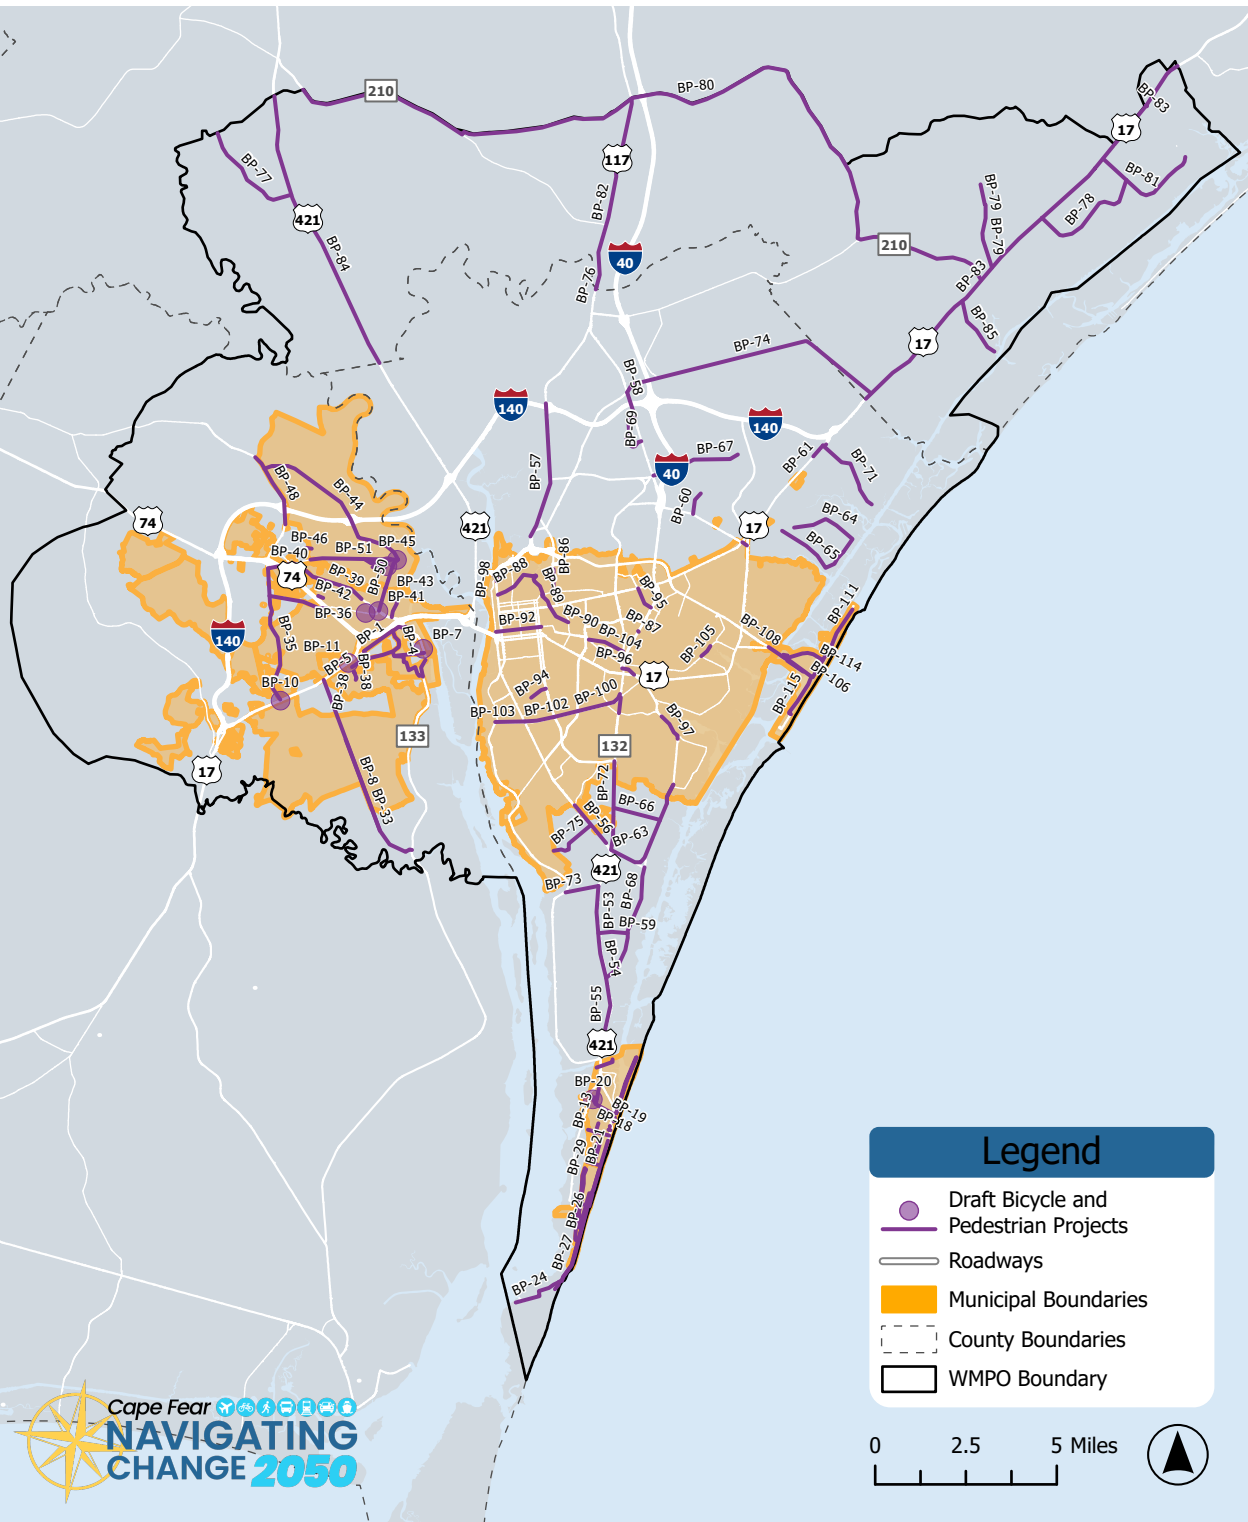 BP-80
210
BP-83
17
117
BP-77
BP-81
BP-79
BP-82
BP-78
421
BP-79
BP-84
210
40
BP-83
BP-76
BP-85
17
BP-74
BP-58
140
140
BP-69
BP-67
BP-61
BP-71
BP-57
40
BP-48
BP-44
BP-60
BP-64
74
421
17
BP-46
BP-45
BP-65
BP-40
BP-51
BP-86
74
BP-39
BP-50
BP-43
BP-98
BP-88
BP-89
BP-95
BP-42
BP-41
BP-111
BP-36
BP-92
BP-90
BP-87
140
BP-35
BP-11
BP-1
BP-4
BP-7
BP-104
BP-105
BP-108
BP-5
BP-38
BP-96
BP-114
BP-10
BP-38
BP-94
BP-100
17
BP-106
BP-103
BP-102
BP-97
BP-115
133
132
17
BP-8
BP-33
BP-72
BP-66
BP-75
BP-56
BP-63
421
BP-73
BP-68
BP-53
BP-59
BP-54
BP-55
421
BP-20
BP-13
BP-19
BP-18
BP-29
BP-21
BP-26
BP-27
BP-24
Legend
Draft Bicycle and
Pedestrian Projects
Roadways
Municipal Boundaries
County Boundaries
WMPO Boundary
0 2.5 5 Miles
Cape Fear
NAVIGATING
CHANGE 2050